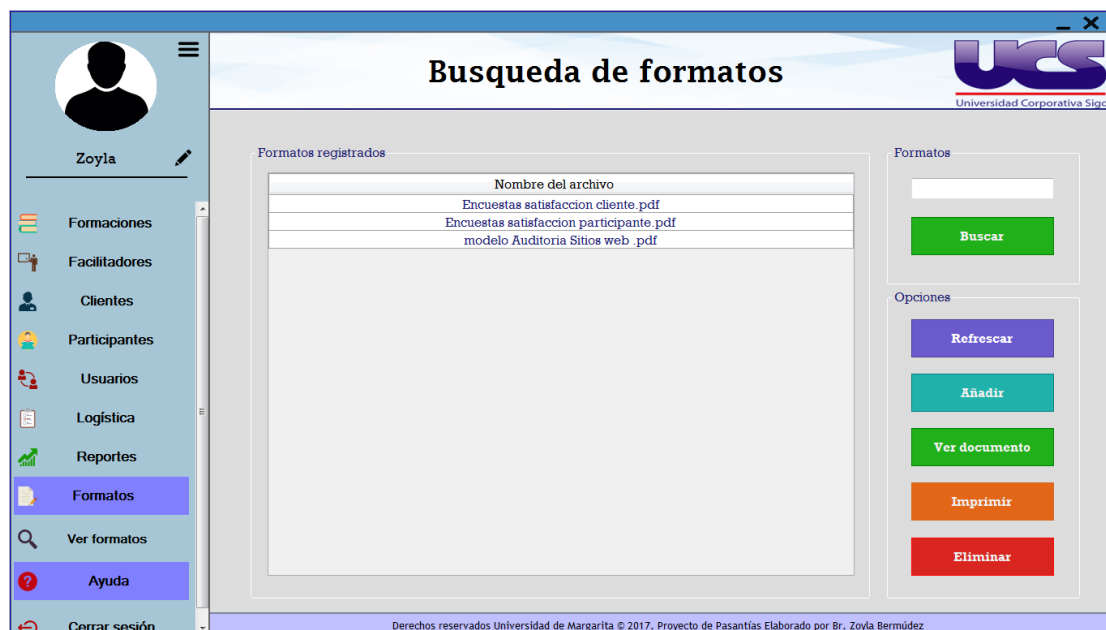 Busqueda de formatos
UCS
Universidad Corporativa Sigo
Zoyla
Formaciones
Facilitadores
Clientes
Participantes
Usuarios
Logística
Reportes
Formatos
Ver formatos
Ayuda
Cerrar sesión
Formatos registrados
Nombre del archivo
Encuestas satisfaccion cliente.pdf
Encuestas satisfaccion participante.pdf
modelo Auditoria Sitios web .pdf
Formatos
Buscar
Opciones
Refrescar
Añadir
Ver documento
Imprimir
Eliminar
Derechos reservados Universidad de Margarita © 2017. Proyecto de Pasantías Elaborado por Br. Zoyla Bermúdez